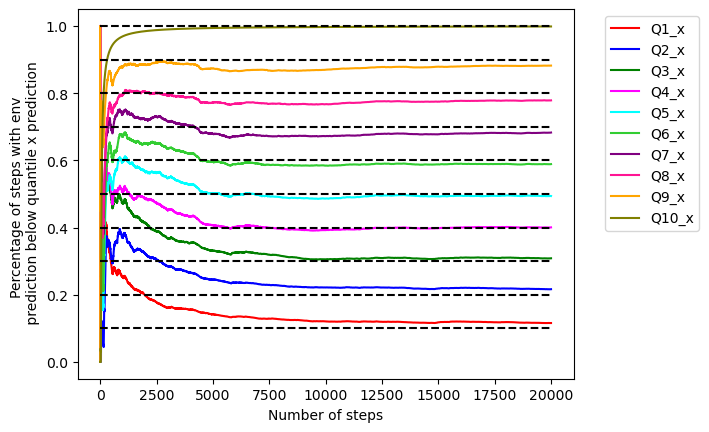 Percentage of steps with env
prediction below quantile x prediction
1.0
0.8
0.6
0.4
0.2
0.0
0
2500
5000
7500
10000
12500
15000
17500
20000
Number of steps
Q1_x
Q2_x
Q3_x
Q4_x
Q5_x
Q6_x
Q7_x
Q8_x
Q9_x
Q10_x